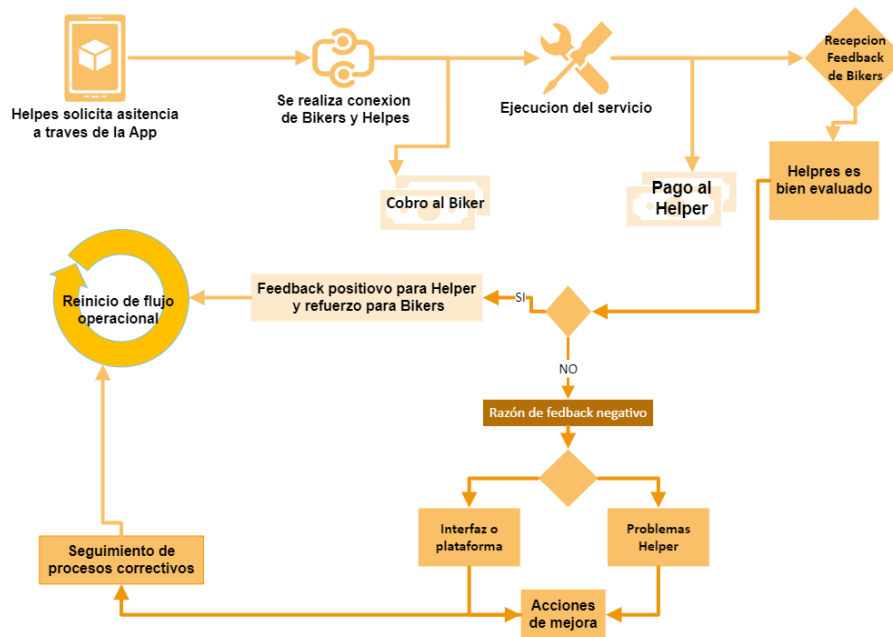 Recepcion
Feedback
de Bikers
Helpes solicita asitencia
a traves de la App
Se realiza conexion
de Bikers y Helpes
Ejecucion del servicio
Helpres es
bien evaluado
Cobro al Biker
Pago al
Helper
Reinicio de flujo
operacional
Feedback positiovo para Helper
y refuerzo para Bikers
SI
NO
Razón de fedback negativo
Interfaz o
plataforma
Problemas
Helper
Seguimiento de
procesos correctivos
Acciones
de mejora